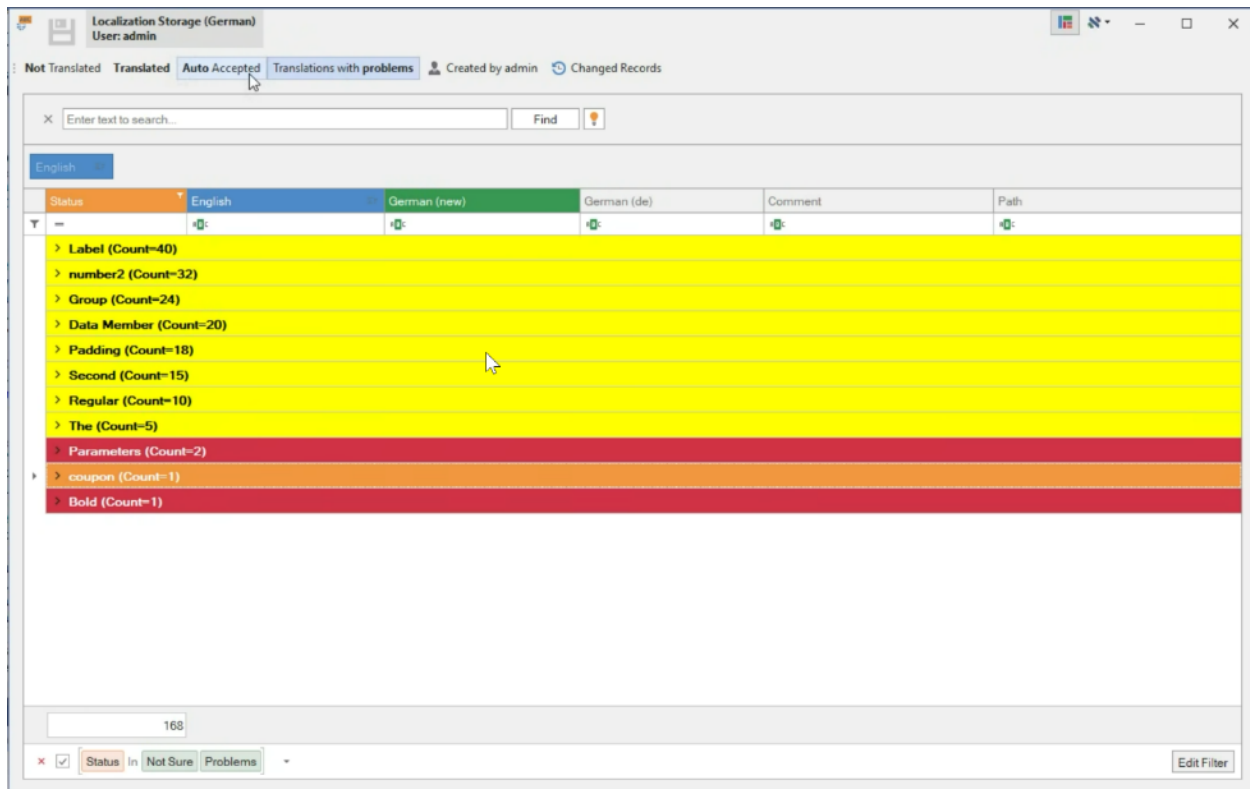 Localization Storage (German)
User: admin
Not Translated Translated Auto Accepted Translations with problems Created by admin Changed Records
Enter text to search... Find
English
Status English German (new) German (de) Comment Path
Label (Count=40)
number2 (Count=32)
Group (Count=24)
Data Member (Count=20)
Padding (Count=18)
Second (Count=15)
Regular (Count=10)
The (Count=5)
Parameters (Count=2)
coupon (Count=1)
Bold (Count=1)
168
Status In Not Sure Problems Edit Filter